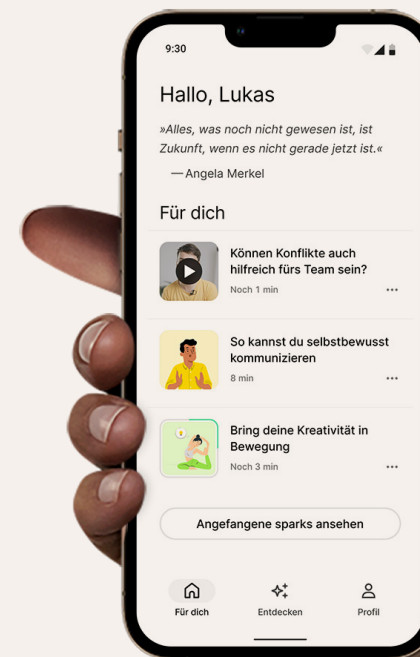 9:30
Hallo, Lukas
»Alles, was noch nicht gewesen ist, ist
Zukunft, wenn es nicht gerade jetzt ist.«
— Angela Merkel
Für dich
Können Konflikte auch
hilfreich fürs Team sein?
Noch 1 min
So kannst du selbstbewusst
kommunizieren
8 min
Bring deine Kreativität in
Bewegung
Noch 3 min
Angefangene sparks ansehen
Für dich
Entdecken
Profil